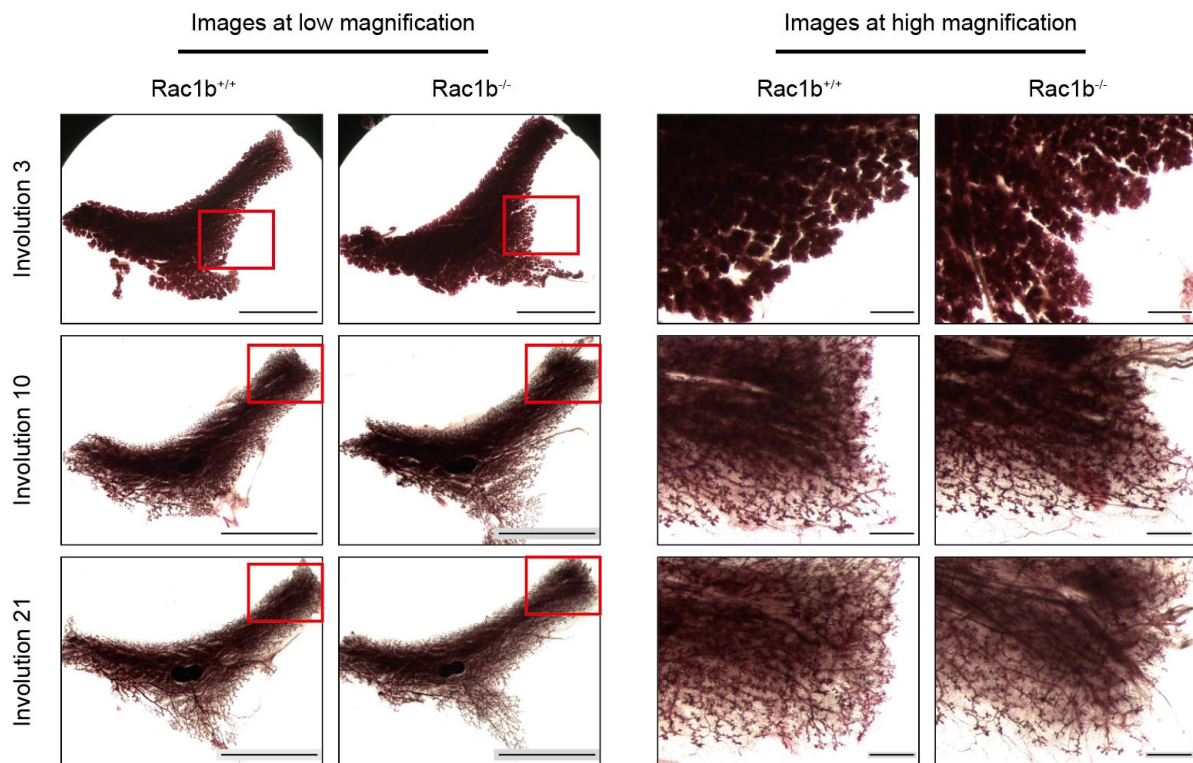 Images at low magnification
Images at high magnification
Rac1b+/+
Rac1b-/-
Rac1b+/+
Rac1b-/-
Involution 3
Involution 10
Involution 21